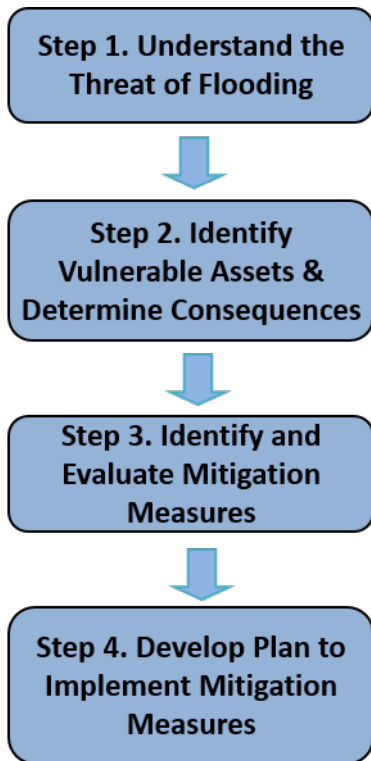 Step 1. Understand the
Threat of Flooding
Step 2. Identify
Vulnerable Assets &
Determine Consequences
Step 3. Identify and
Evaluate Mitigation
Measures
Step 4. Develop Plan to
Implement Mitigation
Measures